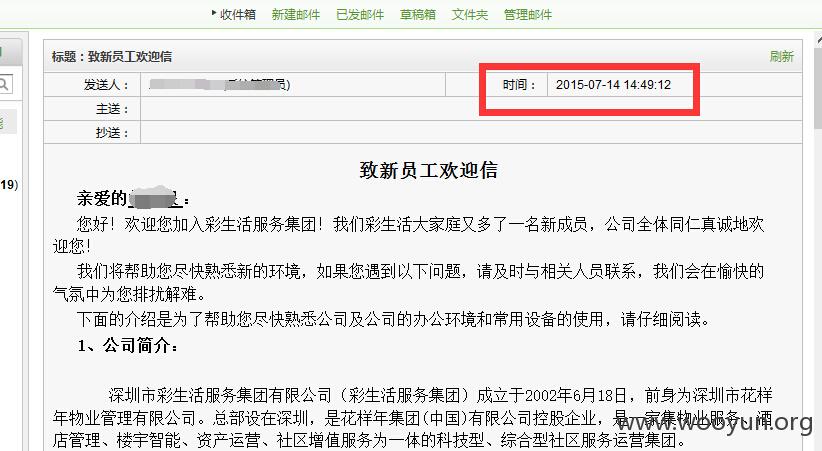 收件箱 新建邮件 已发邮件 草稿箱 文件夹 管理邮件
标题：致新员工欢迎信 刷新
发送人： 管理员) 时间： 2015-07-14 14:49:12
主送：
抄送：
19)
致新员工欢迎信
亲爱的 ：
您好！欢迎您加入彩生活服务集团！我们彩生活大家庭又多了一名新成员，公司全体同仁真诚地欢
迎您！
我们将帮助您尽快熟悉新的环境，如果您遇到以下问题，请及时与相关人员联系，我们会在愉快的
气氛中为您排扰解难。
下面的介绍是为了帮助您尽快熟悉公司及公司的办公环境和常用设备的使用，请仔细阅读。
1、公司简介：
深圳市彩生活服务集团有限公司（彩生活服务集团）成立于2002年6月18日，前身为深圳市花样
年物业管理有限公司。总部设在深圳，是花样年集团(中国)有限公司控股企业，是一家集物业服务、酒
店管理、楼宇智能、资产运营、社区增值服务为一体的科技型、综合型社区服务运营集团。
www.wooyun.org